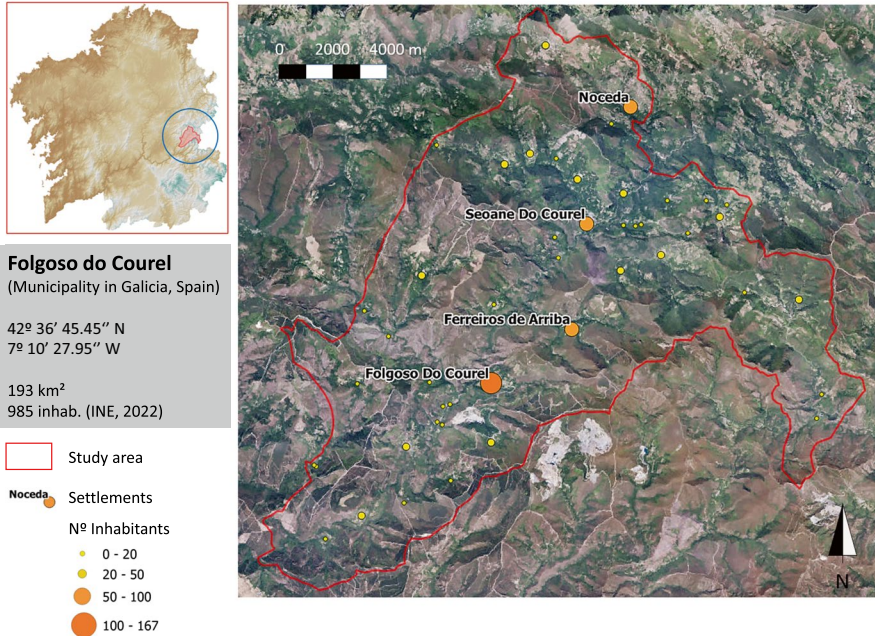 Folgoso do Courel
(Municipality in Galicia, Spain)
42º 36’ 45.45‘’ N
7º 10’ 27.95‘’ W
193 km²
985 inhab. (INE, 2022)
Study area
Noceda
Settlements
Nº Inhabitants
0 - 20
20 - 50
50 - 100
100 - 167
0 2000 4000 m
Noceda
Seoane Do Courel
Ferreiros de Arriba
Folgoso Do Courel
N